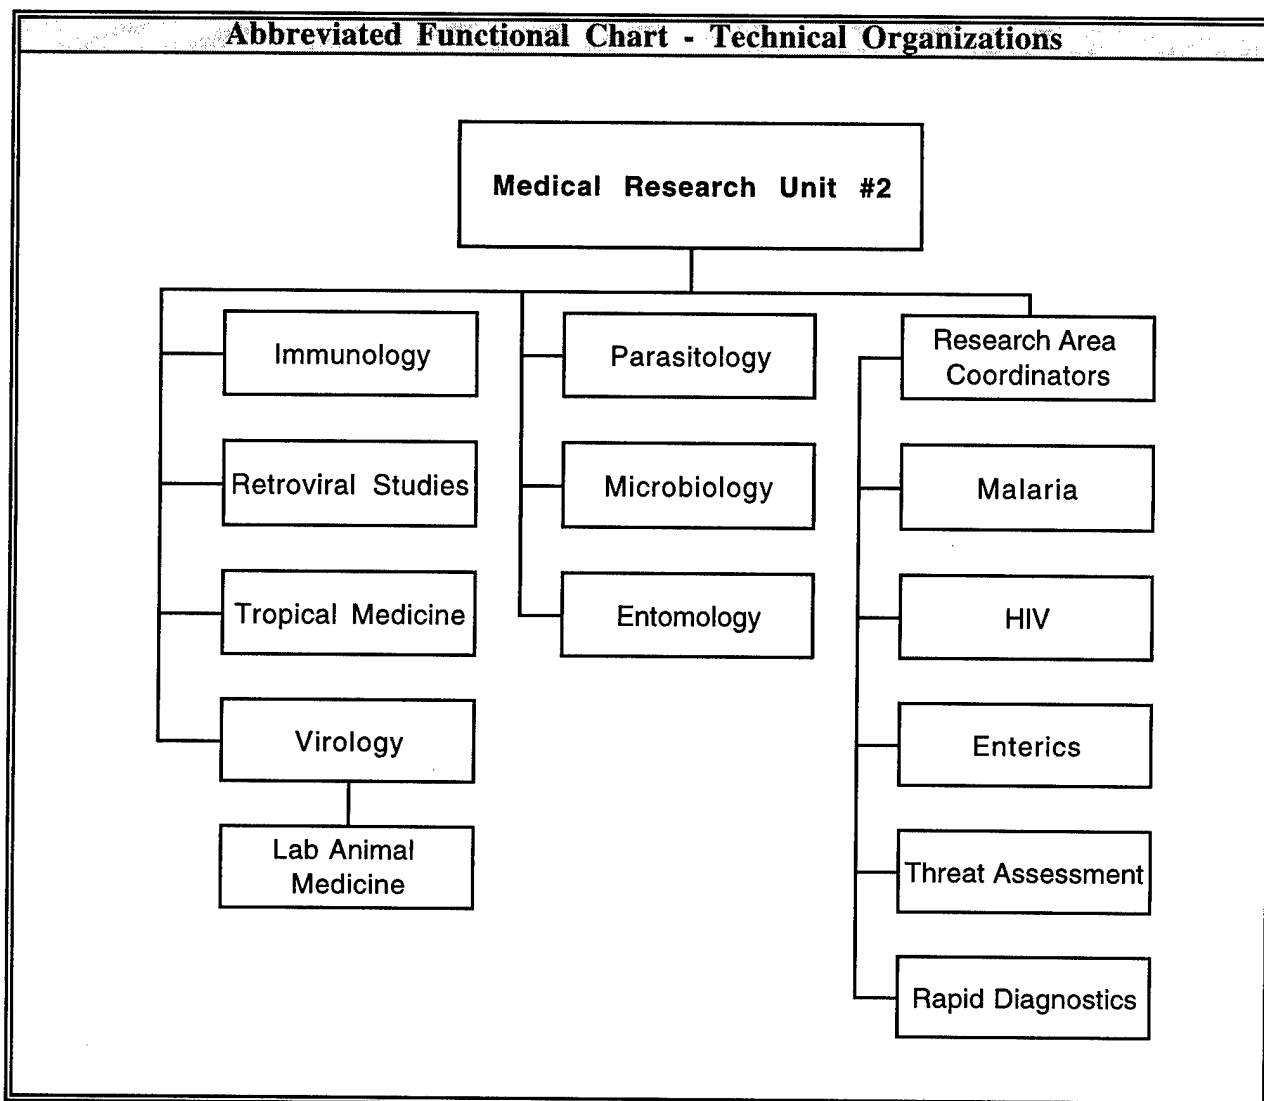 Abbreviated Functional Chart - Technical Organizations
Medical Research Unit #2
Immunology
Retroviral Studies
Tropical Medicine
Virology
Lab Animal
Medicine
Parasitology
Microbiology
Entomology
Research Area
Coordinators
Malaria
HIV
Enterics
Threat Assessment
Rapid Diagnostics